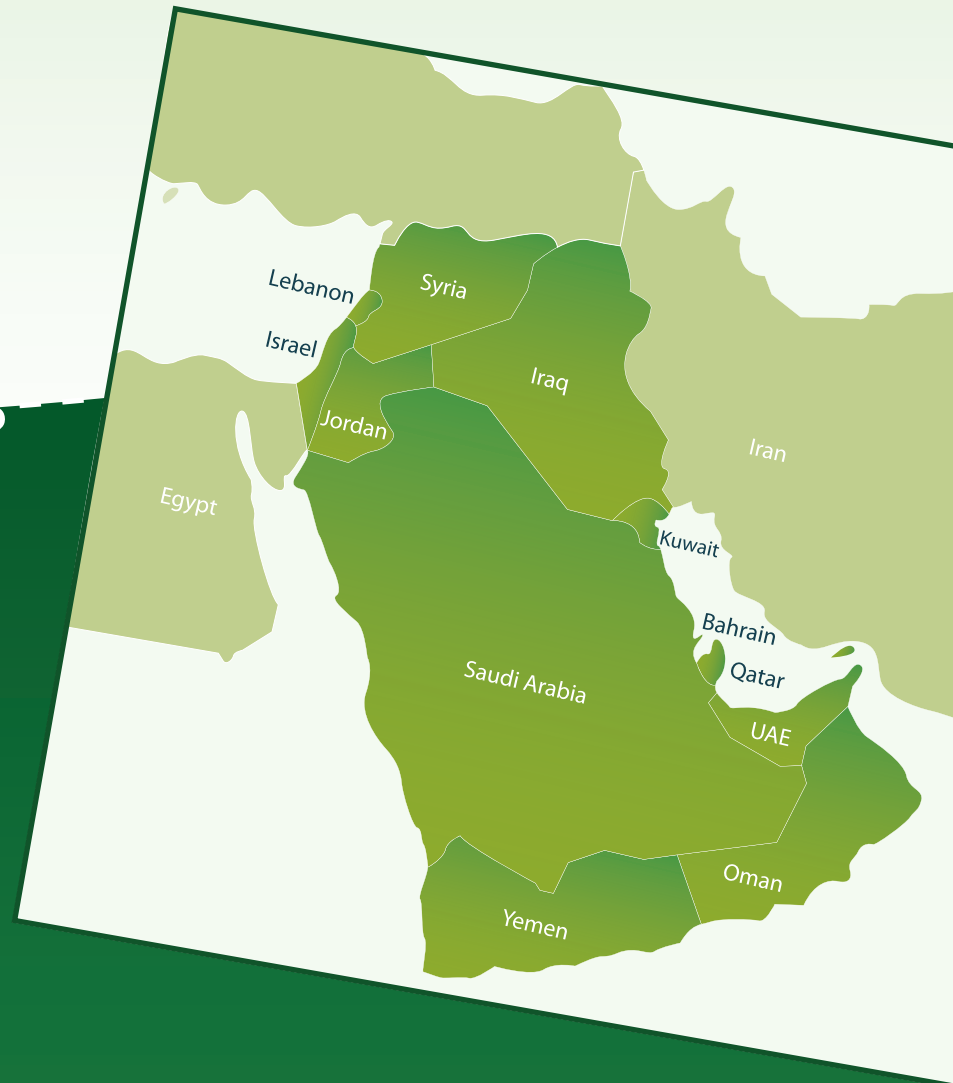 Lebanon
Syria
Israel
Iraq
Jordan
Iran
Egypt
Kuwait
Bahrain
Saudi Arabia
Qatar
UAE
Oman
Yemen